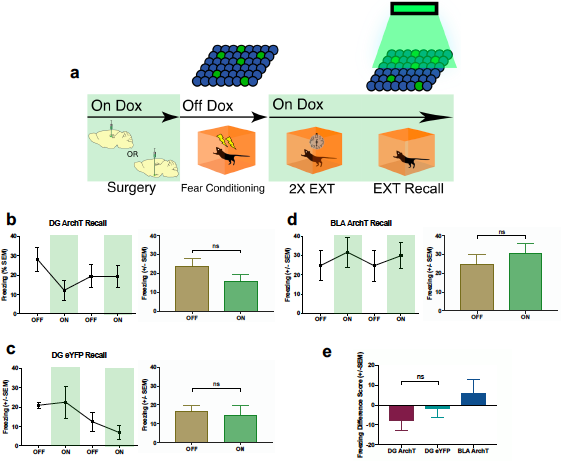 a
On Dox
Off Dox
On Dox
OR
Surgery
Fear Conditioning
2X EXT
EXT Recall
b
DG ArchT Recall
Freezing (% SEM)
40
30
20
10
0
OFF
ON
OFF
ON
Freezing (+/- SEM)
40
30
20
10
0
ns
OFF
ON
d
BLA ArchT Recall
Freezing (+/-SEM)
40
30
20
10
0
OFF
ON
OFF
ON
Freezing (+/-SEM)
40
30
20
10
0
ns
OFF
ON
c
DG eYFP Recall
Freezing (+/-SEM)
40
30
20
10
0
OFF
ON
OFF
ON
Freezing (+/-SEM)
40
30
20
10
0
ns
OFF
ON
e
Freezing Difference Score (+/-SEM)
20
10
0
-10
-20
ns
DG ArchT
DG eYFP
BLA ArchT